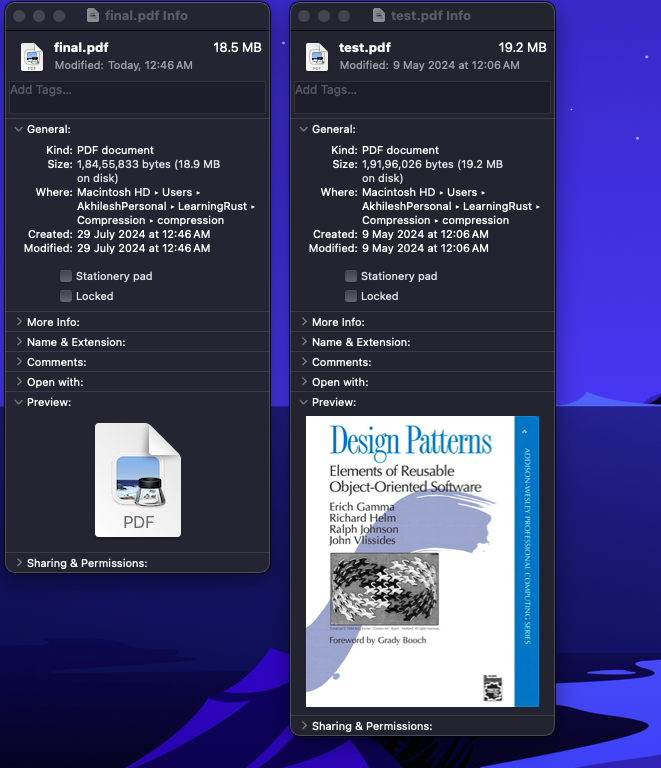 final.pdf Info
final.pdf
18.5 MB
Modified: Today, 12:46 AM
Add Tags...
General:
Kind: PDF document
Size: 1,84,55,833 bytes (18.9 MB
on disk)
Where: Macintosh HD ▸ Users ▸
AkhileshPersonal ▸ LearningRust ▸
Compression ▸ compression
Created: 29 July 2024 at 12:46 AM
Modified: 29 July 2024 at 12:46 AM
Stationery pad
Locked
More Info:
Name & Extension:
Comments:
Open with:
Preview:
PDF
Sharing & Permissions:
test.pdf Info
test.pdf
19.2 MB
Modified: 9 May 2024 at 12:06 AM
Add Tags...
General:
Kind: PDF document
Size: 1,91,96,026 bytes (19.2 MB
on disk)
Where: Macintosh HD ▸ Users ▸
AkhileshPersonal ▸ LearningRust ▸
Compression ▸ compression
Created: 9 May 2024 at 12:06 AM
Modified: 9 May 2024 at 12:06 AM
Stationery pad
Locked
More Info:
Name & Extension:
Comments:
Open with:
Preview:
Design Patterns
Elements of Reusable
Object-Oriented Software
Erich Gamma
Richard Helm
Ralph Johnson
John Vlissides
Foreword by Grady Booch
ADDISON-WESLEY PROFESSIONAL COMPUTING SERIES
Sharing & Permissions: